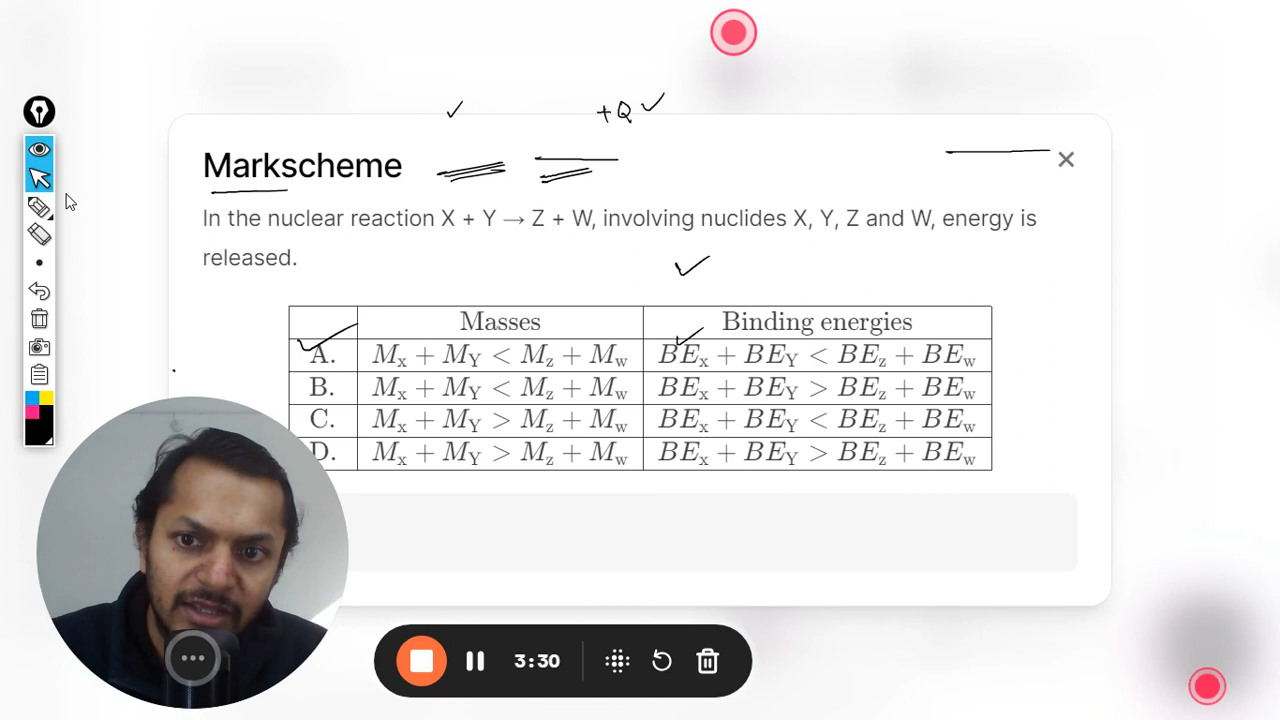 +Q
Markscheme
In the nuclear reaction X + Y → Z + W, involving nuclides X, Y, Z and W, energy is
released.
Masses Binding energies
A. Mx + MY < Mz + Mw BEx + BEY < BEz + BEw
B. Mx + MY < Mz + Mw BEx + BEY > BEz + BEw
C. Mx + MY > Mz + Mw BEx + BEY < BEz + BEw
D. Mx + MY > Mz + Mw BEx + BEY > BEz + BEw
3:30